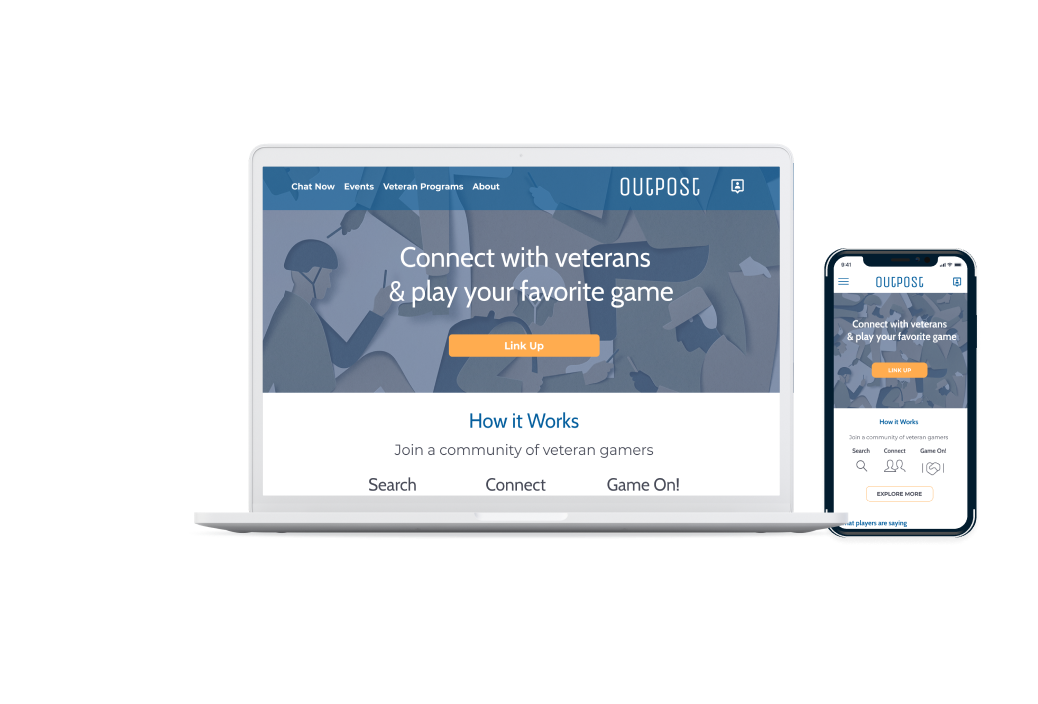 Chat Now Events Veteran Programs About
OUTPOST
Connect with veterans
& play your favorite game
Link Up
How it Works
Join a community of veteran gamers
Search Connect Game On!
9:41
OUTPOST
Connect with veterans
& play your favorite game
LINK UP
How it Works
Join a community of veteran gamers
Search Connect Game On!
EXPLORE MORE
players are saying